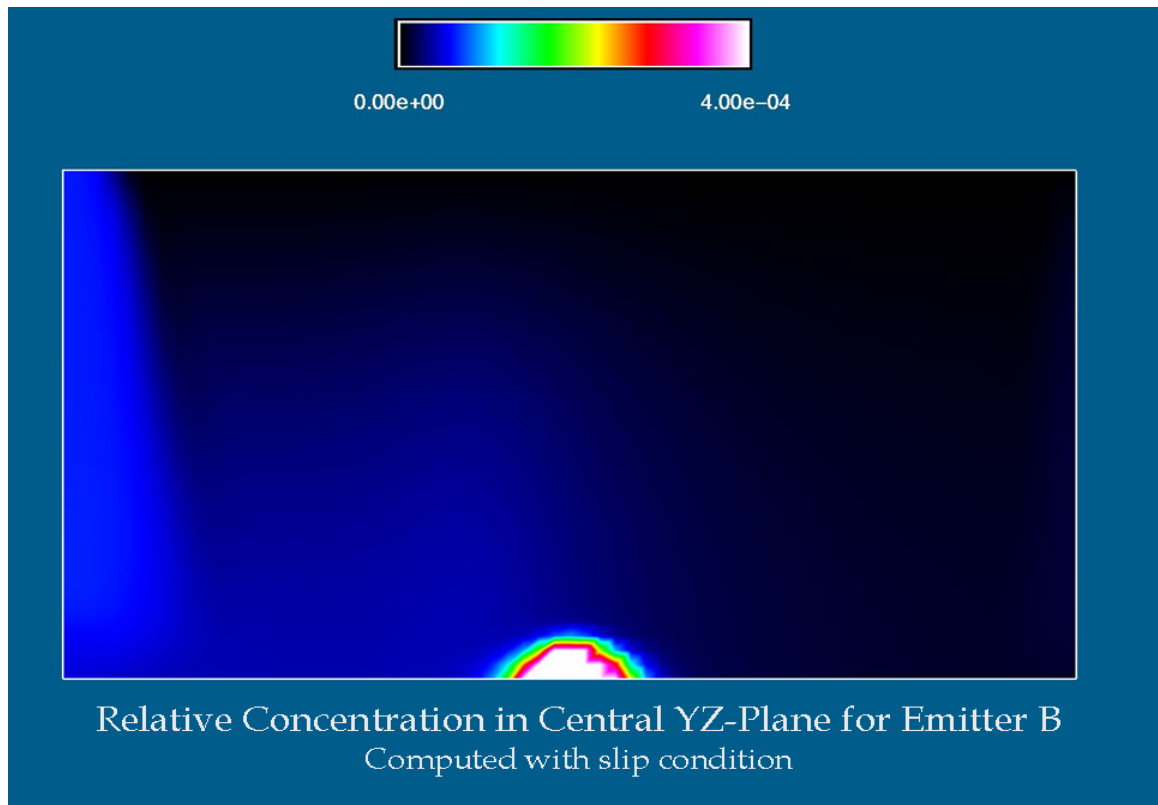 0.00e+00 4.00e−04
Relative Concentration in Central YZ-Plane for Emitter B
Computed with slip condition